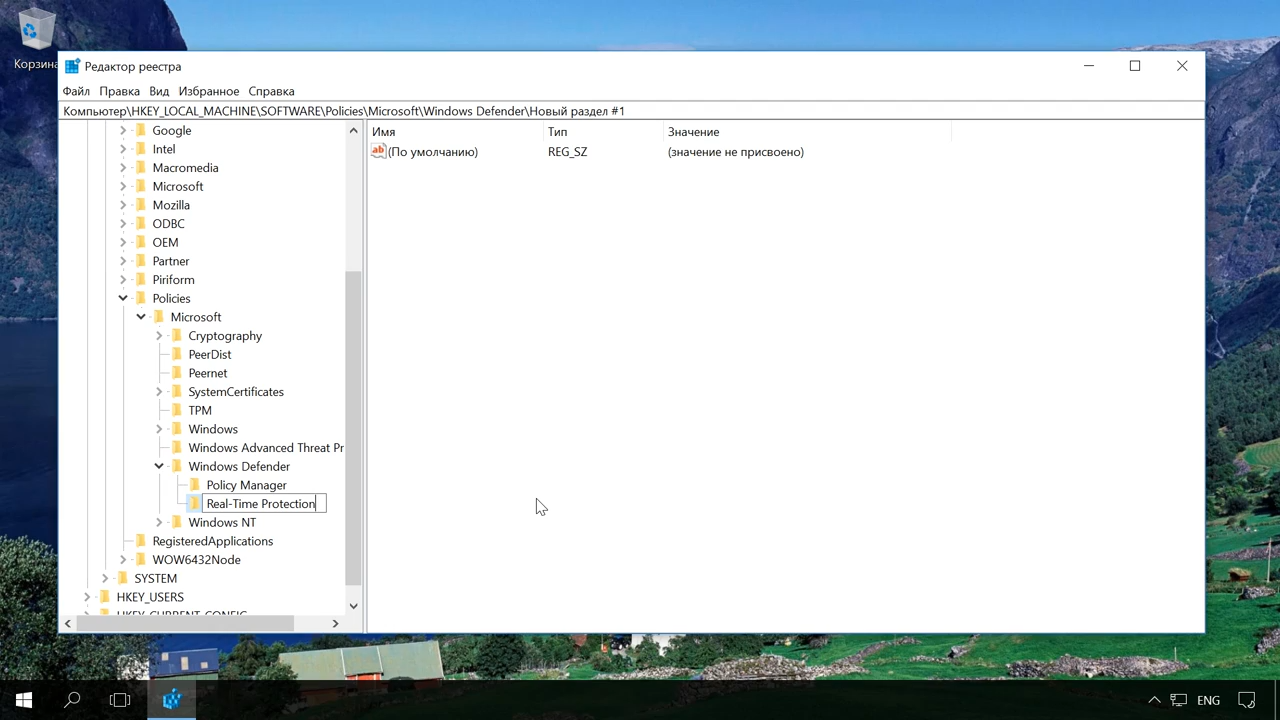 Корзина
Редактор реестра
Файл Правка Вид Избранное Справка
Компьютер\HKEY_LOCAL_MACHINE\SOFTWARE\Policies\Microsoft\Windows Defender\Новый раздел #1
Google
Intel
Macromedia
Microsoft
Mozilla
ODBC
OEM
Partner
Piriform
Policies
Microsoft
Cryptography
PeerDist
Peernet
SystemCertificates
TPM
Windows
Windows Advanced Threat Pr
Windows Defender
Policy Manager
Real-Time Protection
Windows NT
RegisteredApplications
WOW6432Node
SYSTEM
HKEY_USERS
HKEY_CURRENT_CONFIG
Имя Тип Значение
ab (По умолчанию) REG_SZ (значение не присвоено)
ENG